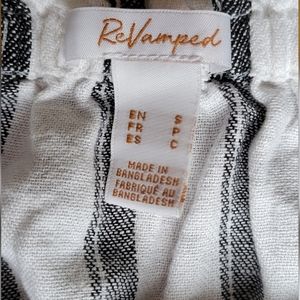 ReVamped
EN S
FR P
ES C
MADE IN
BANGLADESH
FABRIQUÉ AU
BANGLADESH